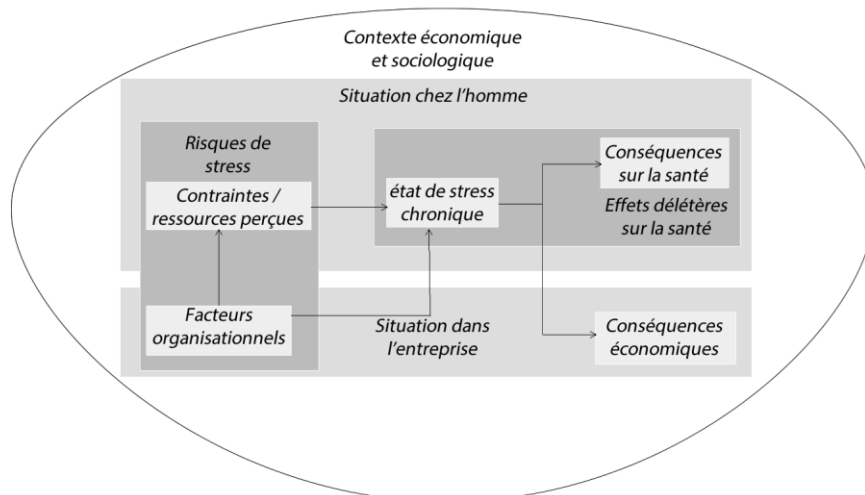 Contexte économique
et sociologique
Situation chez l'homme
Risques de
stress
Contraintes /
ressources perçues
état de stress
chronique
Conséquences
sur la santé
Effets délétères
sur la santé
Facteurs
organisationnels
Situation dans
l'entreprise
Conséquences
économiques